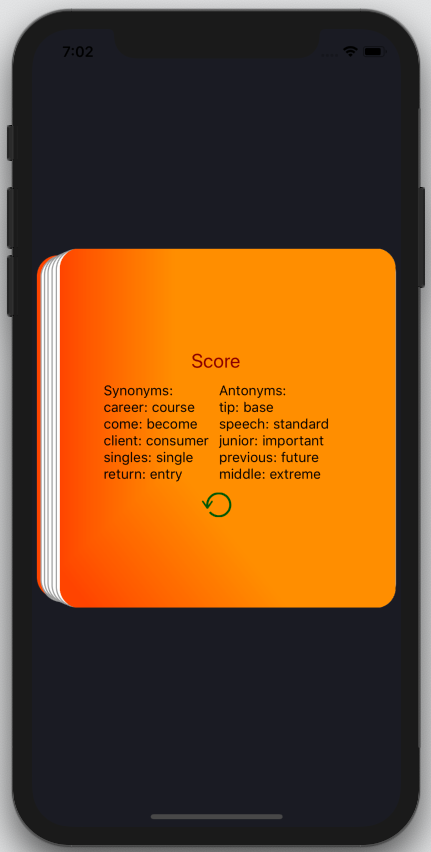 7:02
Score
Synonyms:
career: course
come: become
client: consumer
singles: single
return: entry
Antonyms:
tip: base
speech: standard
junior: important
previous: future
middle: extreme